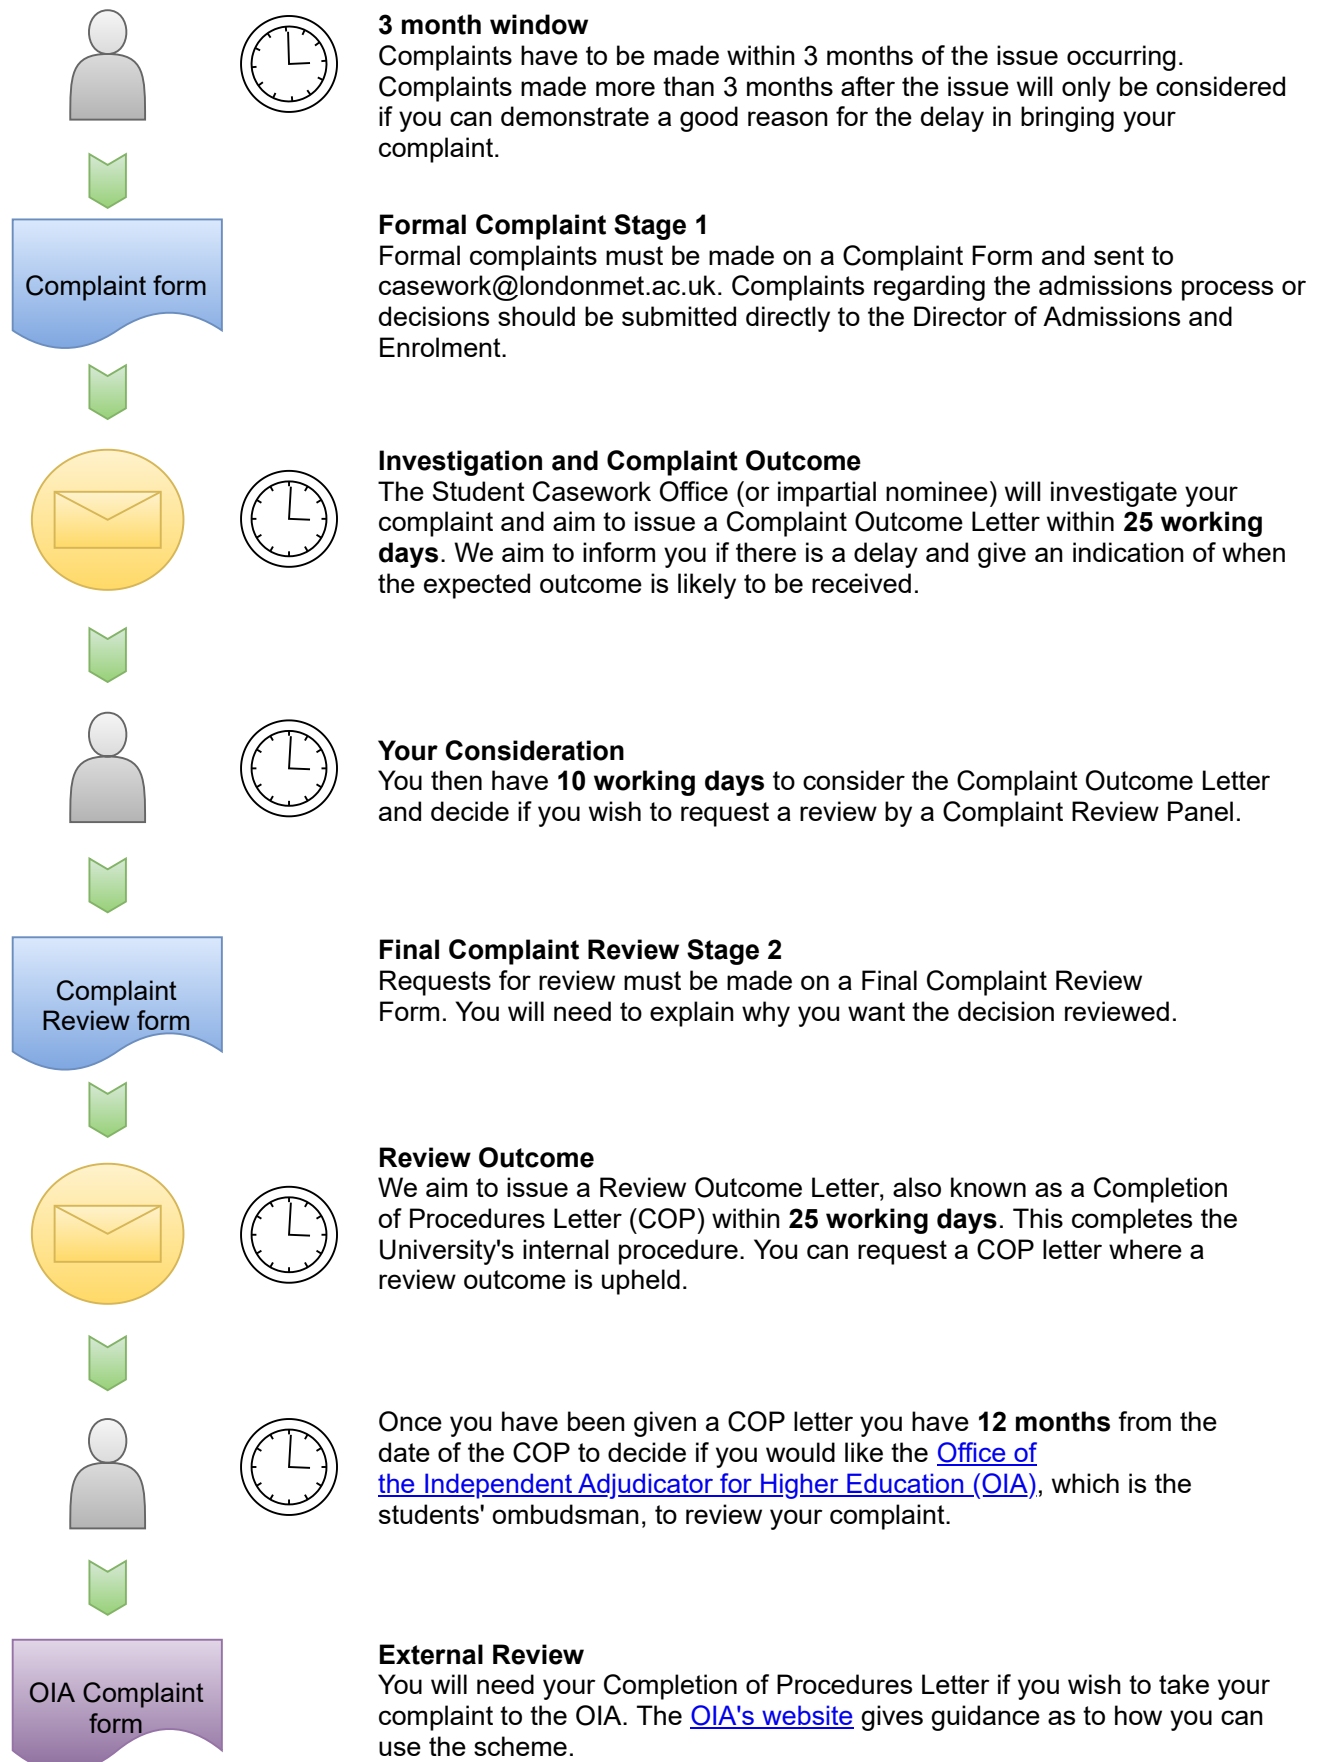 3 month window
Complaints have to be made within 3 months of the issue occurring.
Complaints made more than 3 months after the issue will only be considered
if you can demonstrate a good reason for the delay in bringing your
complaint.
Complaint form
Formal Complaint Stage 1
Formal complaints must be made on a Complaint Form and sent to
casework@londonmet.ac.uk. Complaints regarding the admissions process or
decisions should be submitted directly to the Director of Admissions and
Enrolment.
Investigation and Complaint Outcome
The Student Casework Office (or impartial nominee) will investigate your
complaint and aim to issue a Complaint Outcome Letter within 25 working
days. We aim to inform you if there is a delay and give an indication of when
the expected outcome is likely to be received.
Your Consideration
You then have 10 working days to consider the Complaint Outcome Letter
and decide if you wish to request a review by a Complaint Review Panel.
Complaint
Review form
Final Complaint Review Stage 2
Requests for review must be made on a Final Complaint Review
Form. You will need to explain why you want the decision reviewed.
Review Outcome
We aim to issue a Review Outcome Letter, also known as a Completion
of Procedures Letter (COP) within 25 working days. This completes the
University's internal procedure. You can request a COP letter where a
review outcome is upheld.
Once you have been given a COP letter you have 12 months from the
date of the COP to decide if you would like the Office of
the Independent Adjudicator for Higher Education (OIA), which is the
students' ombudsman, to review your complaint.
OIA Complaint
form
External Review
You will need your Completion of Procedures Letter if you wish to take your
complaint to the OIA. The OIA's website gives guidance as to how you can
use the scheme.